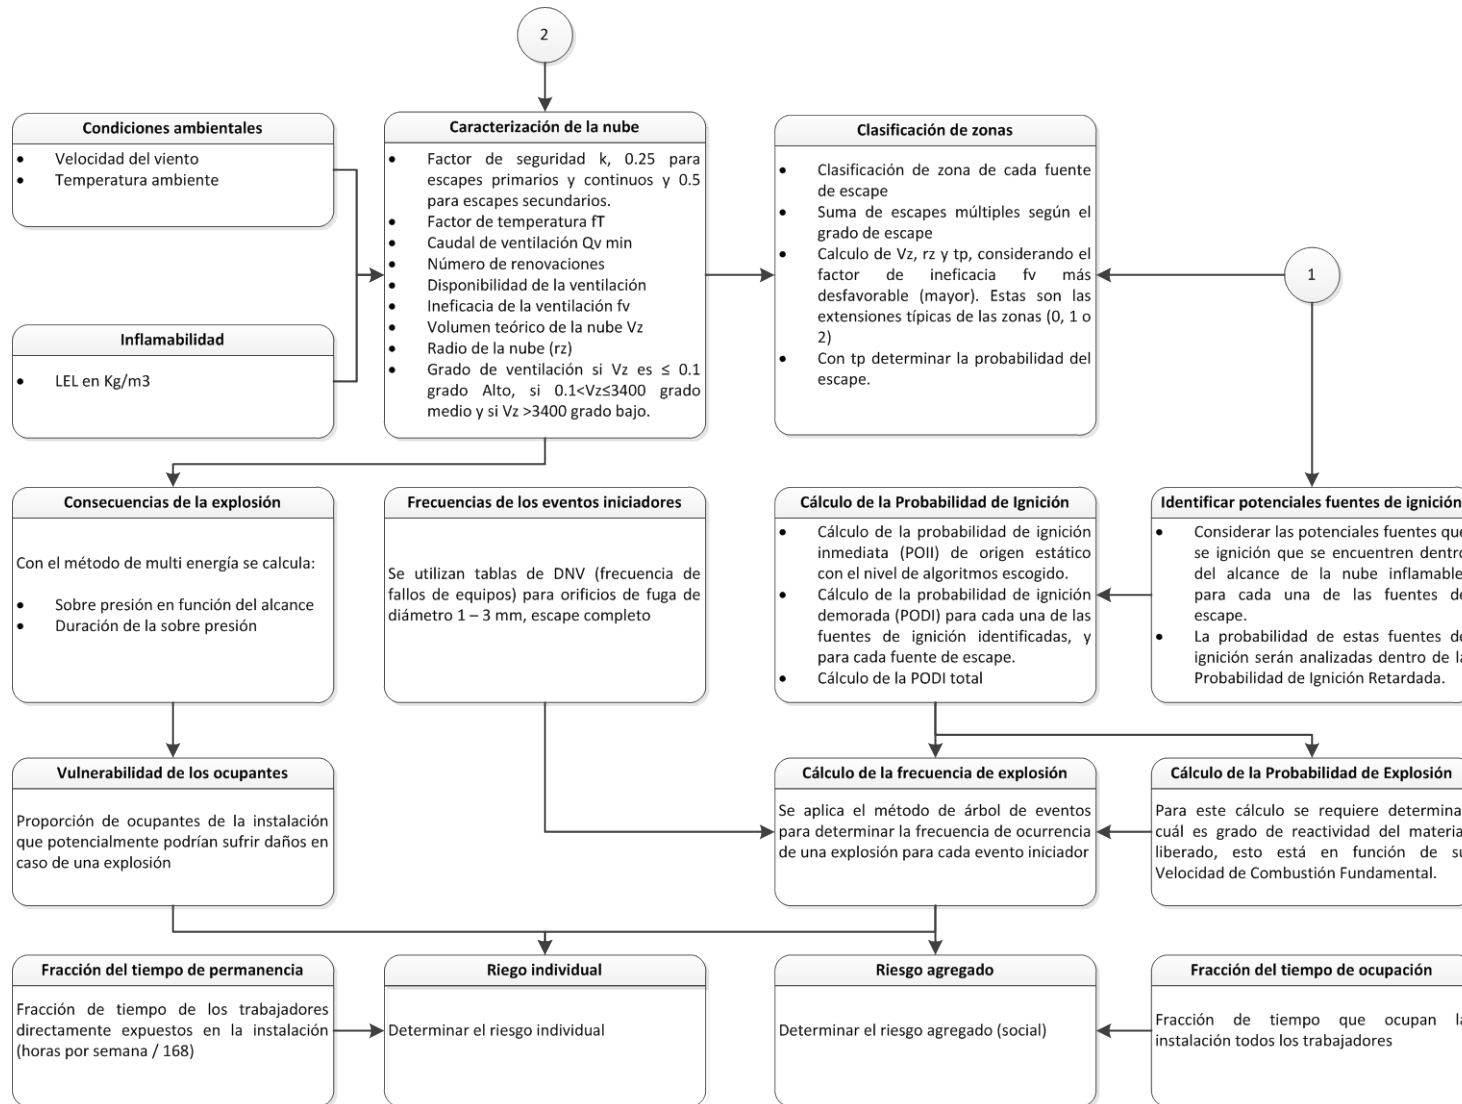 2
Condiciones ambientales
• Velocidad del viento
• Temperatura ambiente
Inflamabilidad
• LEL en Kg/m3
Caracterización de la nube
• Factor de seguridad k, 0.25 para
escapes primarios y continuos y 0.5
para escapes secundarios.
• Factor de temperatura fT
• Caudal de ventilación Qv min
• Número de renovaciones
• Disponibilidad de la ventilación
• Ineficacia de la ventilación fv
• Volumen teórico de la nube Vz
• Radio de la nube (rz)
• Grado de ventilación si Vz es ≤ 0.1
grado Alto, si 0.1<Vz≤3400 grado
medio y si Vz >3400 grado bajo.
Clasificación de zonas
• Clasificación de zona de cada fuente
de escape
• Suma de escapes múltiples según el
grado de escape
• Calculo de Vz, rz y tp, considerando el
factor de ineficacia fv más
desfavorable (mayor). Estas son las
extensiones típicas de las zonas (0, 1 o
2)
• Con tp determinar la probabilidad del
escape.
1
Consecuencias de la explosión
Con el método de multi energía se calcula:
• Sobre presión en función del alcance
• Duración de la sobre presión
Frecuencias de los eventos iniciadores
Se utilizan tablas de DNV (frecuencia de
fallos de equipos) para orificios de fuga de
diámetro 1 – 3 mm, escape completo
Cálculo de la Probabilidad de Ignición
• Cálculo de la probabilidad de ignición
inmediata (POII) de origen estático
con el nivel de algoritmos escogido.
• Cálculo de la probabilidad de ignición
demorada (PODI) para cada una de las
fuentes de ignición identificadas, y
para cada fuente de escape.
• Cálculo de la PODI total
Identificar potenciales fuentes de ignición
• Considerar las potenciales fuentes que
se ignición que se encuentren dentro
del alcance de la nube inflamable
para cada una de las fuentes de
escape.
• La probabilidad de estas fuentes de
ignición serán analizadas dentro de la
Probabilidad de Ignición Retardada.
Vulnerabilidad de los ocupantes
Proporción de ocupantes de la instalación
que potencialmente podrían sufrir daños en
caso de una explosión
Cálculo de la frecuencia de explosión
Se aplica el método de árbol de eventos
para determinar la frecuencia de ocurrencia
de una explosión para cada evento iniciador
Cálculo de la Probabilidad de Explosión
Para este cálculo se requiere determina
cuál es grado de reactividad del materia
liberado, esto está en función de su
Velocidad de Combustión Fundamental.
Fracción del tiempo de permanencia
Fracción de tiempo de los trabajadores
directamente expuestos en la instalación
(horas por semana / 168)
Riego individual
Determinar el riesgo individual
Riesgo agregado
Determinar el riesgo agregado (social)
Fracción del tiempo de ocupación
Fracción de tiempo que ocupan la
instalación todos los trabajadores